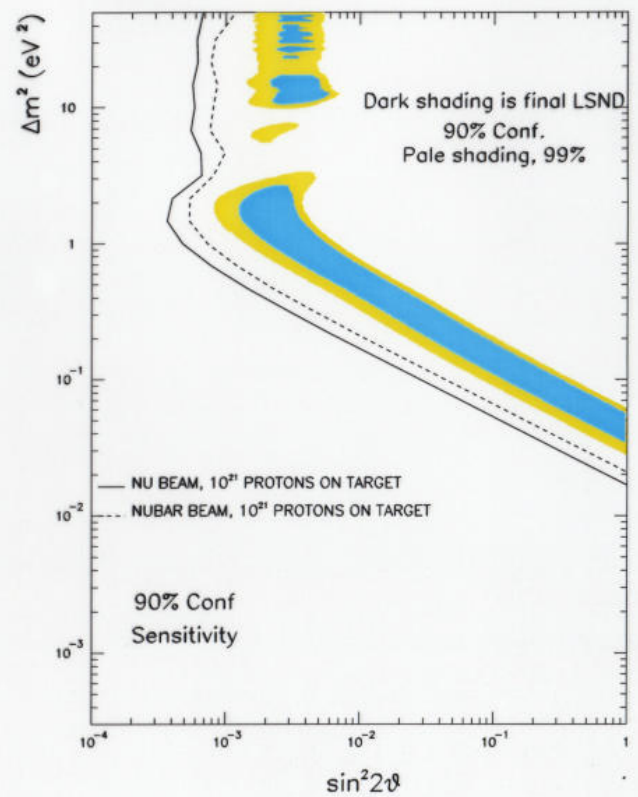 Δm² (eV²)
10
1
10⁻¹
10⁻²
10⁻³
Dark shading is final LSND
90% Conf.
Pale shading, 99%
NU BEAM, 10²¹ PROTONS ON TARGET
NUBAR BEAM, 10²¹ PROTONS ON TARGET
90% Conf
Sensitivity
10⁻⁴ 10⁻³ 10⁻² 10⁻¹ 1
sin²2ϑ